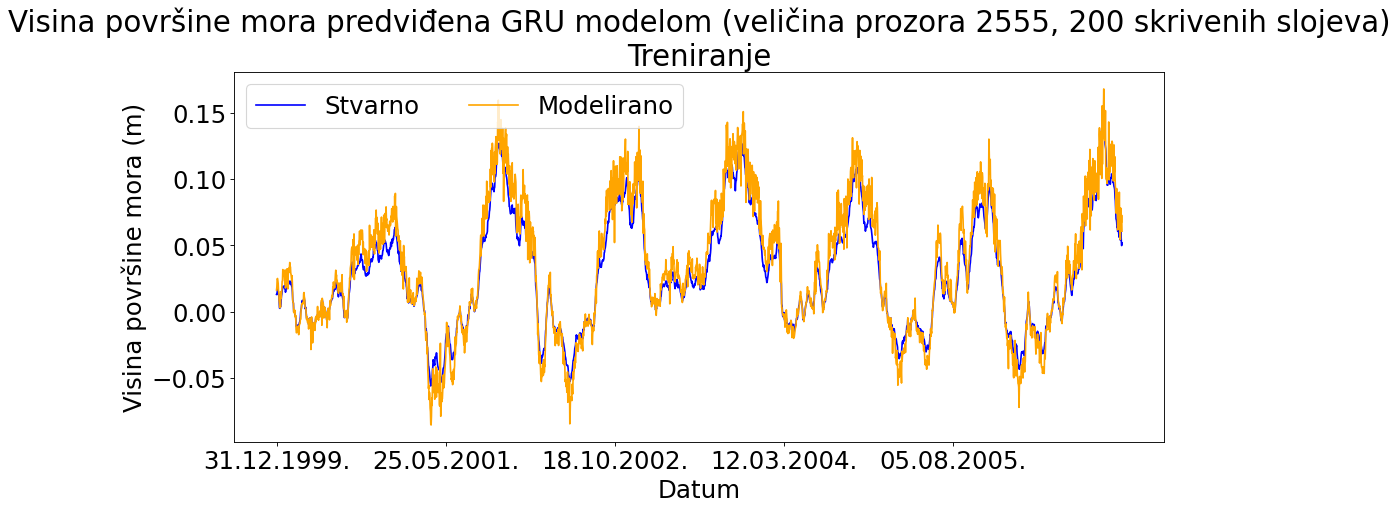 Visina površine mora predviđena GRU modelom (veličina prozora 2555, 200 skrivenih slojeva)
Treniranje
Stvarno Modelirano
Visina površine mora (m)
0.15
0.10
0.05
0.00
−0.05
31.12.1999. 25.05.2001. 18.10.2002. 12.03.2004. 05.08.2005.
Datum